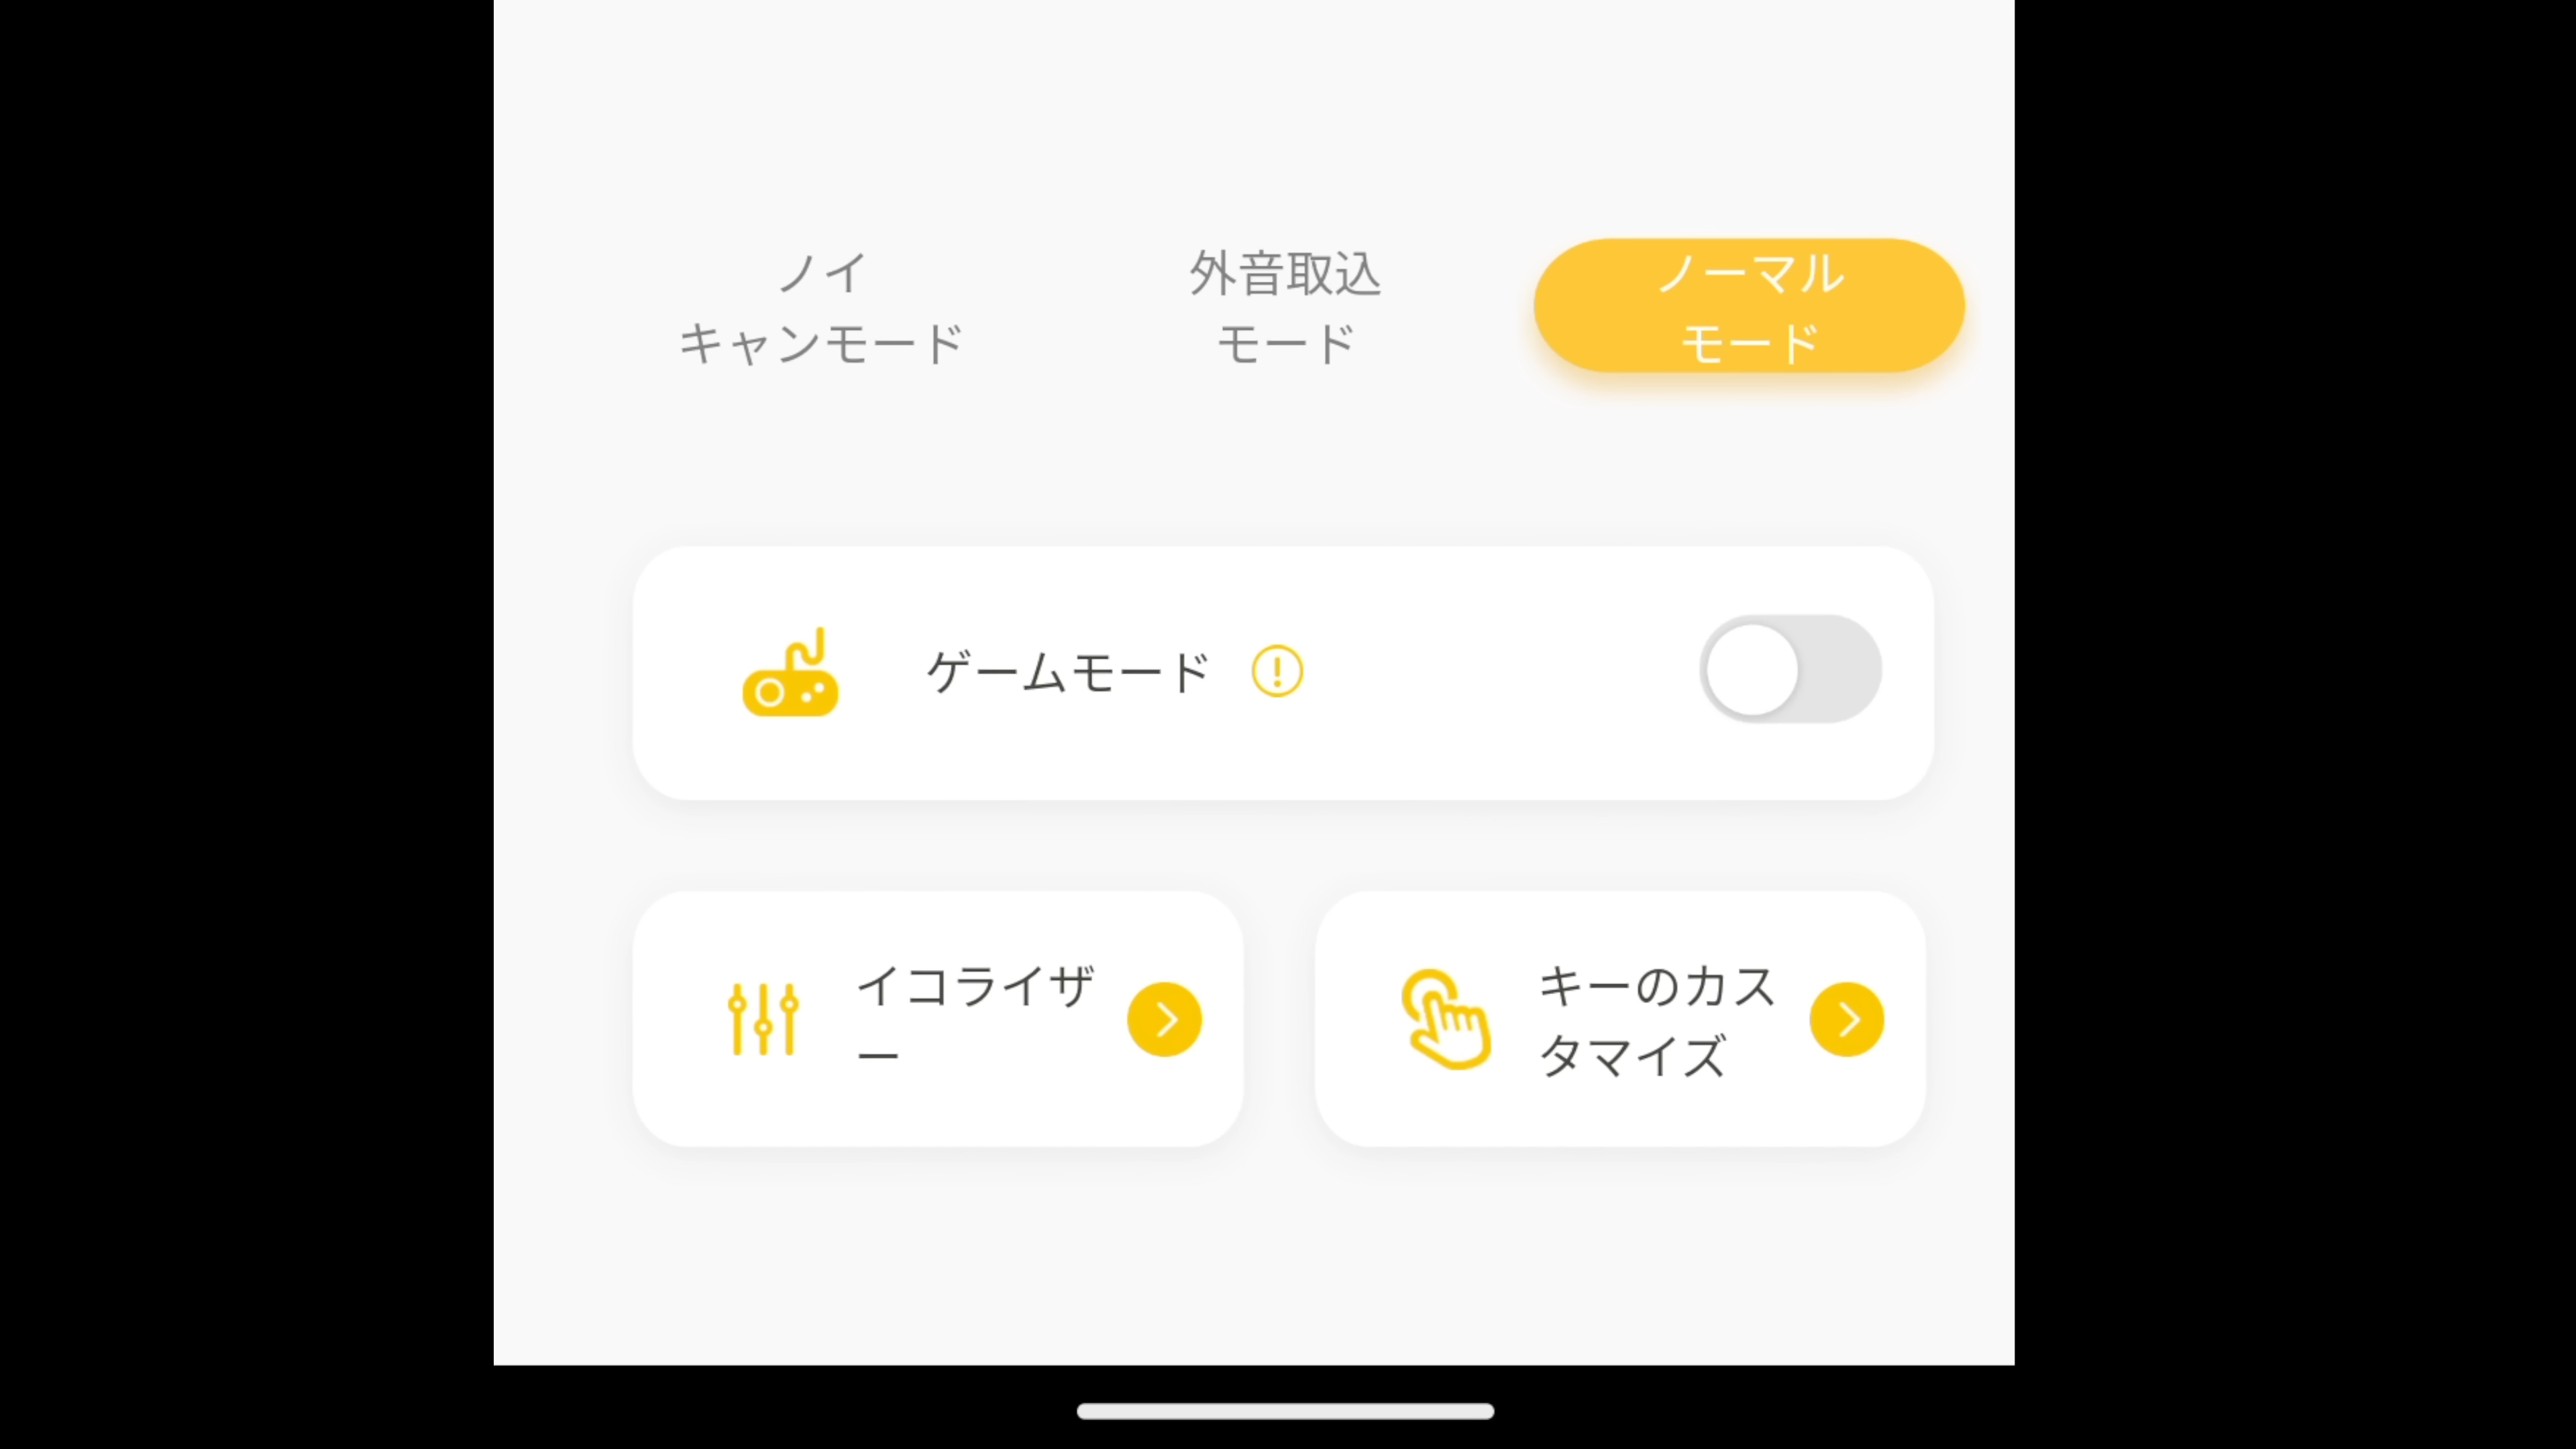 ノイ
キャンモード
外音取込
モード
ノーマル
モード
ゲームモード
イコライザ
ー
キーのカス
タマイズ